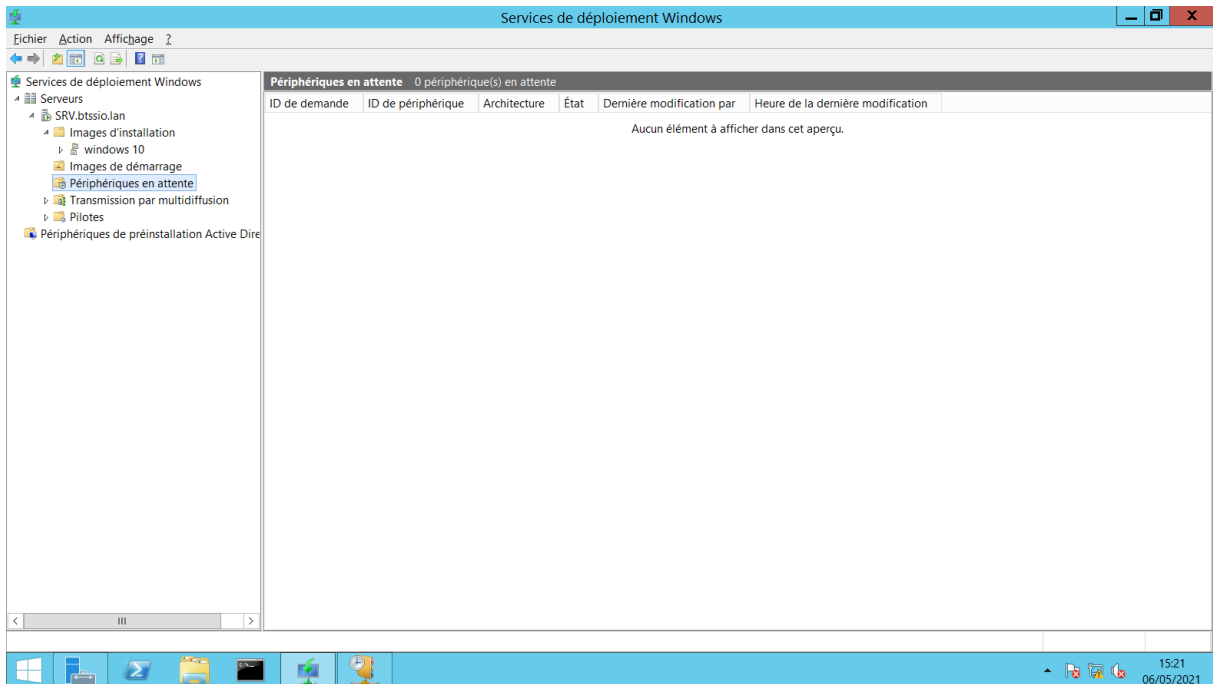 Services de déploiement Windows
Fichier Action Affichage ?
Services de déploiement Windows
Serveurs
SRV.btssio.lan
Images d'installation
windows 10
Images de démarrage
Périphériques en attente
Transmission par multidiffusion
Pilotes
Périphériques de préinstallation Active Dire
Périphériques en attente 0 périphérique(s) en attente
ID de demande ID de périphérique Architecture État Dernière modification par Heure de la dernière modification
Aucun élément à afficher dans cet aperçu.
15:21
06/05/2021